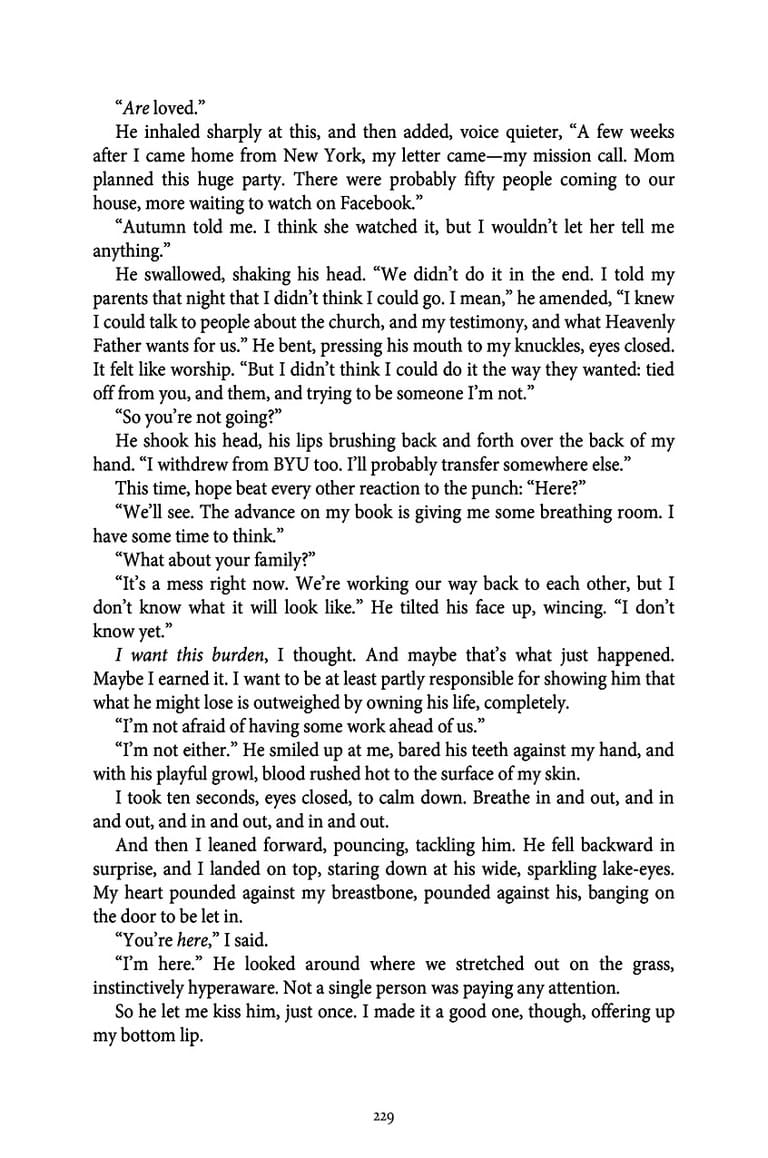 “Are loved.”
He inhaled sharply at this, and then added, voice quieter, “A few weeks
after I came home from New York, my letter came—my mission call. Mom
planned this huge party. There were probably fifty people coming to our
house, more waiting to watch on Facebook.”
“Autumn told me. I think she watched it, but I wouldn’t let her tell me
anything.”
He swallowed, shaking his head. “We didn’t do it in the end. I told my
parents that night that I didn’t think I could go. I mean,” he amended, “I knew
I could talk to people about the church, and my testimony, and what Heavenly
Father wants for us.” He bent, pressing his mouth to my knuckles, eyes closed.
It felt like worship. “But I didn’t think I could do it the way they wanted: tied
off from you, and them, and trying to be someone I’m not.”
“So you’re not going?”
He shook his head, his lips brushing back and forth over the back of my
hand. “I withdrew from BYU too. I’ll probably transfer somewhere else.”
This time, hope beat every other reaction to the punch: “Here?”
“We’ll see. The advance on my book is giving me some breathing room. I
have some time to think.”
“What about your family?”
“It’s a mess right now. We’re working our way back to each other, but I
don’t know what it will look like.” He tilted his face up, wincing. “I don’t
know yet.”
I want this burden, I thought. And maybe that’s what just happened.
Maybe I earned it. I want to be at least partly responsible for showing him that
what he might lose is outweighed by owning his life, completely.
“I’m not afraid of having some work ahead of us.”
“I’m not either.” He smiled up at me, bared his teeth against my hand, and
with his playful growl, blood rushed hot to the surface of my skin.
I took ten seconds, eyes closed, to calm down. Breathe in and out, and in
and out, and in and out, and in and out.
And then I leaned forward, pouncing, tackling him. He fell backward in
surprise, and I landed on top, staring down at his wide, sparkling lake-eyes.
My heart pounded against my breastbone, pounded against his, banging on
the door to be let in.
“You’re here,” I said.
“I’m here.” He looked around where we stretched out on the grass,
instinctively hyperaware. Not a single person was paying any attention.
So he let me kiss him, just once. I made it a good one, though, offering up
my bottom lip.
229